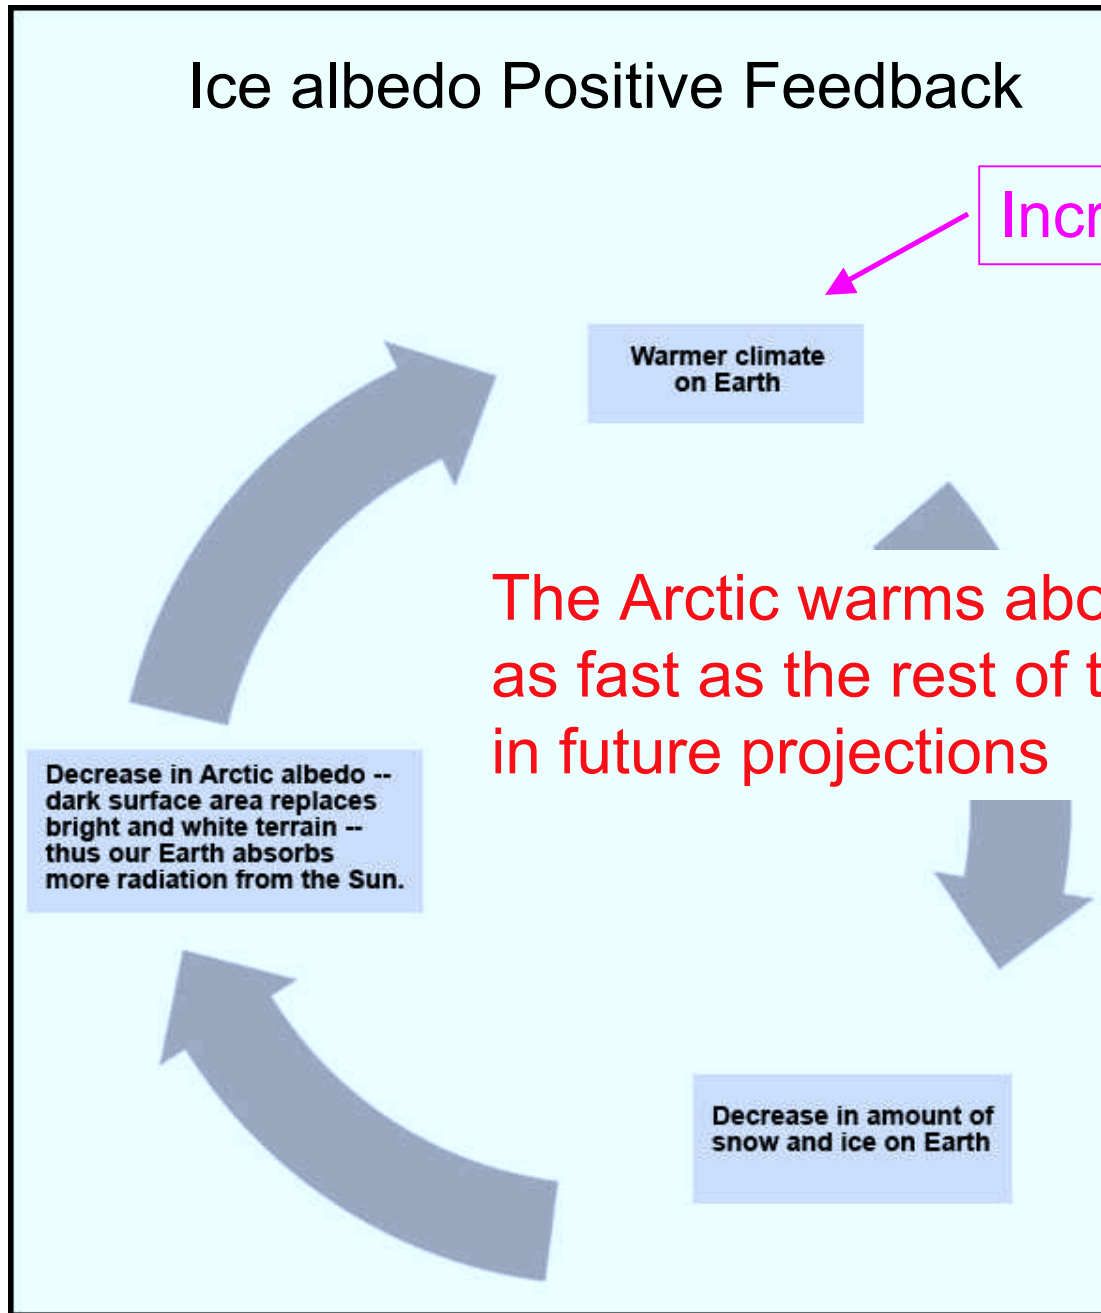 Ice albedo Positive Feedback
Incr
Warmer climate
on Earth
The Arctic warms abo
as fast as the rest of t
in future projections
Decrease in Arctic albedo --
dark surface area replaces
bright and white terrain --
thus our Earth absorbs
more radiation from the Sun.
Decrease in amount of
snow and ice on Earth